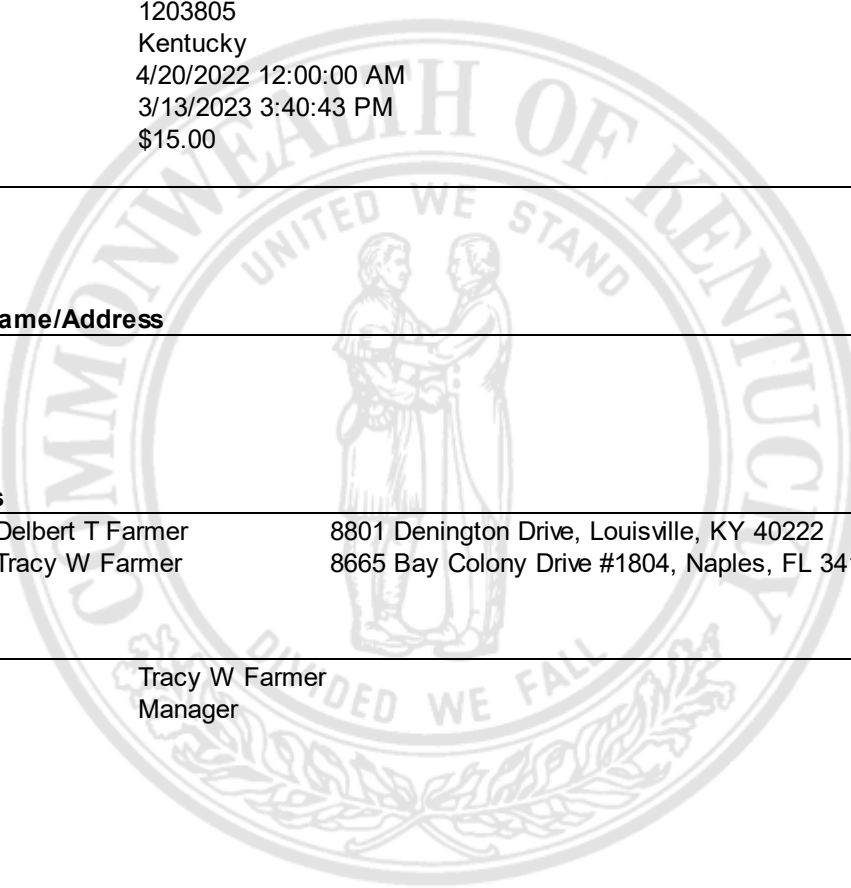 1203805
Kentucky
4/20/2022 12:00:00 AM
3/13/2023 3:40:43 PM
$15.00
COMMONWEALTH OF KENTUCKY
UNITED WE STAND
ame/Address
s
Delbert T Farmer 8801 Denington Drive, Louisville, KY 40222
Tracy W Farmer 8665 Bay Colony Drive #1804, Naples, FL 34
Tracy W Farmer
Manager
DIVIDED WE FALL